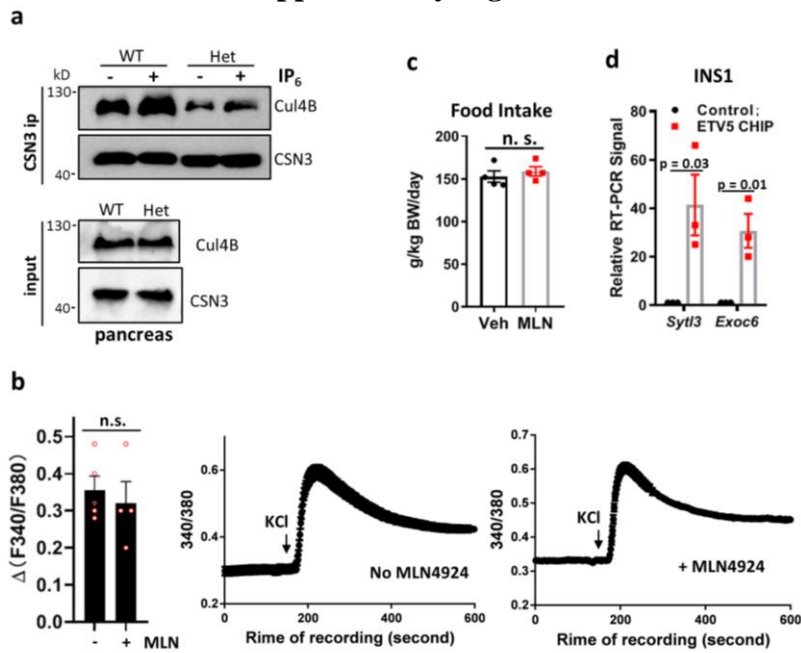 a
WT Het
kD - + - + IP6
130-
Cul4B
CSN3
40-
CSN3 ip
130-
WT Het
Cul4B
CSN3
40-
input
pancreas
c
Food Intake
n. s.
g/kg BW/day
200
150
100
50
0
Veh MLN
d
INS1
Control;
ETV5 CHIP
p = 0.03
p = 0.01
Relative RT-PCR Signal
80
60
40
20
0
Sytl3 Exoc6
b
n.s.
Δ(F340/F380)
0.5
0.4
0.3
0.2
0.1
0.0
- + MLN
340/380
0.6
0.4
0.2
KCl
No MLN4924
0 200 400 600
Rime of recording (second)
340/380
0.7
0.6
0.4
0.3
0.2
KCl
+ MLN4924
0 200 400 600
Rime of recording (second)